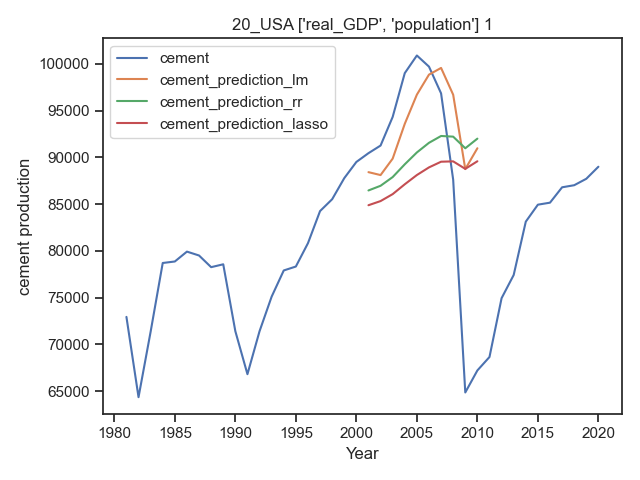 20_USA ['real_GDP', 'population'] 1
cement
cement_prediction_lm
cement_prediction_rr
cement_prediction_lasso
100000
95000
90000
85000
80000
75000
70000
65000
cement production
1980 1985 1990 1995 2000 2005 2010 2015 2020
Year